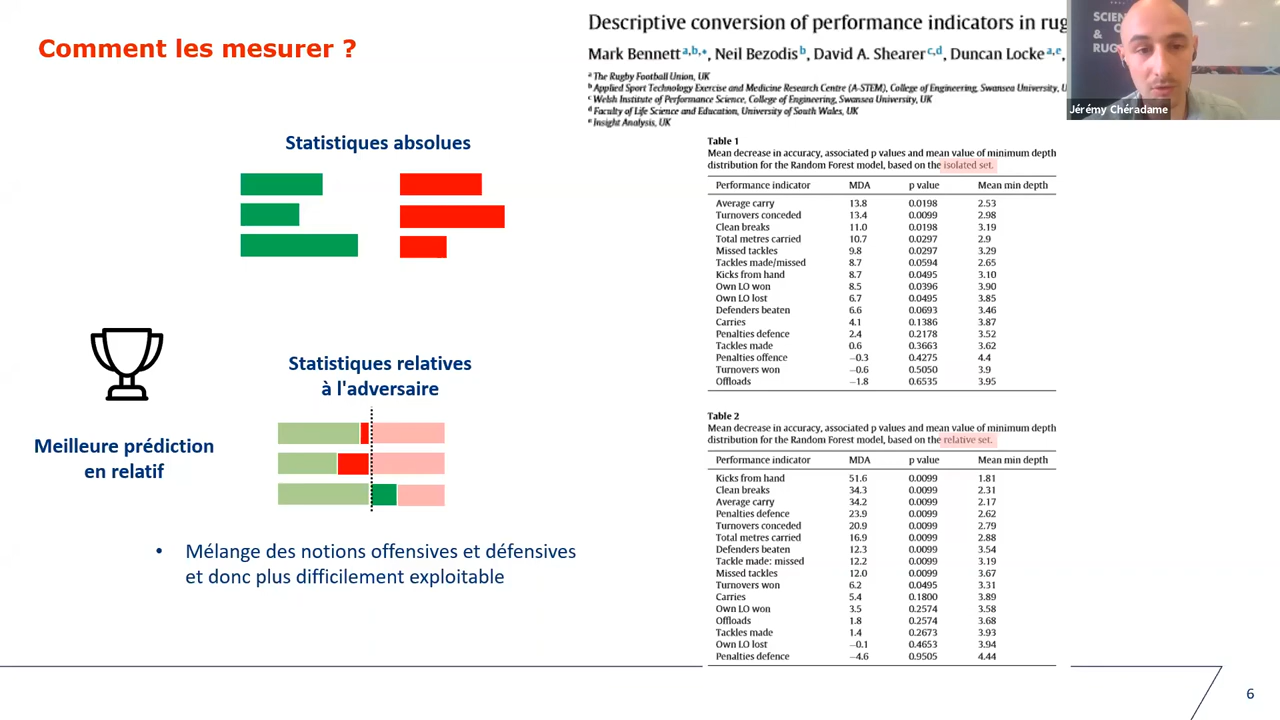 Comment les mesurer ?
Descriptive conversion of performance indicators in rug
Mark Bennett a,b,*, Neil Bezodis b, David A. Shearer c,d, Duncan Locke a,e,
a The Rugby Football Union, UK
b Applied Sport Technology Exercise and Medicine Research Centre (A-STEM), College of Engineering, Swansea University, U
c Welsh Institute of Performance Science, College of Engineering, Swansea University, UK
d Faculty of Life Science and Education, University of South Wales, UK
e Insight Analysis, UK
SCIEN
&
RUG
Jérémy Chéradame
Statistiques absolues
Statistiques relatives
à l'adversaire
Meilleure prédiction
en relatif
• Mélange des notions offensives et défensives
et donc plus difficilement exploitable
Table 1
Mean decrease in accuracy, associated p values and mean value of minimum depth
distribution for the Random Forest model, based on the isolated set.
Performance indicator MDA p value Mean min depth
Average carry 13.8 0.0198 2.53
Turnovers conceded 13.4 0.0099 2.98
Clean breaks 11.0 0.0198 3.19
Total metres carried 10.7 0.0297 2.9
Missed tackles 9.8 0.0297 3.29
Tackles made/missed 8.7 0.0594 2.65
Kicks from hand 8.7 0.0495 3.10
Own LO won 8.5 0.0396 3.90
Own LO lost 6.7 0.0495 3.85
Defenders beaten 6.6 0.0693 3.46
Carries 4.1 0.1386 3.87
Penalties defence 2.4 0.2178 3.52
Tackles made 0.6 0.3663 3.62
Penalties offence −0.3 0.4275 4.4
Turnovers won −0.6 0.5050 3.9
Offloads −1.8 0.6535 3.95
Table 2
Mean decrease in accuracy, associated p values and mean value of minimum depth
distribution for the Random Forest model, based on the relative set.
Performance indicator MDA p value Mean min depth
Kicks from hand 51.6 0.0099 1.81
Clean breaks 34.3 0.0099 2.31
Average carry 34.2 0.0099 2.17
Penalties defence 23.9 0.0099 2.62
Turnovers conceded 20.9 0.0099 2.79
Total metres carried 16.9 0.0099 2.88
Defenders beaten 12.3 0.0099 3.54
Tackle made: missed 12.2 0.0099 3.19
Missed tackles 12.0 0.0099 3.67
Turnovers won 6.2 0.0495 3.31
Carries 5.4 0.1800 3.89
Own LO won 3.5 0.2574 3.58
Offloads 1.8 0.2574 3.68
Tackles made 1.4 0.2673 3.93
Own LO lost −0.1 0.4653 3.94
Penalties defence −4.6 0.9505 4.44
6